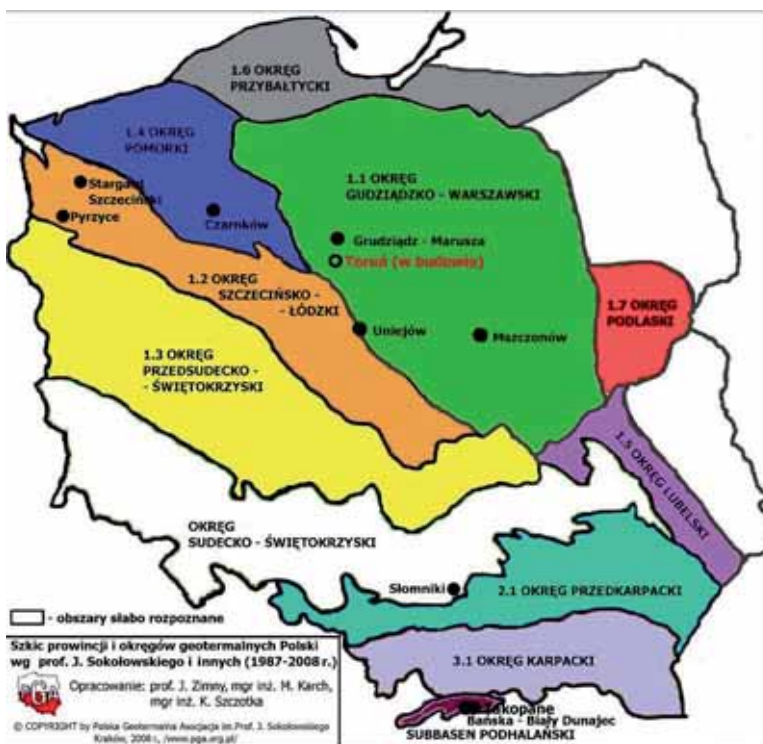 1.6 OKRĘG
PRZYBAŁTYCKI
1.4 OKRĘG
POMORKI
1.1 OKRĘG
GUDZIĄDZKO - WARSZAWSKI
Stargard
Szczeciński
Pyrzyce
Czarnków
Grudziądz - Marusza
Toruń (w budowie)
1.2 OKRĘG
SZCZECIŃSKO -
- ŁÓDZKI
1.7 OKRĘG
PODLASKI
Uniejów
Mszczonów
1.3 OKRĘG
PRZEDSUDECKO -
- ŚWIĘTOKRZYSKI
1.5 OKRĘG LUBELSKI
OKRĘG
SUDECKO - ŚWIĘTOKRZYSKI
Słomniki
2.1 OKRĘG PRZEDKARPACKI
- obszary słabo rozpoznane
3.1 OKRĘG KARPACKI
Zakopane
Bańska - Biały Dunajec
SUBBASEN PODHALAŃSKI
Szkic prowincji i okręgów geotermalnych Polski
wg prof. J. Sokołowskiego i innych (1987-2008 r.)
PGA
Opracowanie: prof. J. Zimny, mgr inż. M. Karch,
mgr inż. K. Szczotka
© COPYRIGHT by Polska Geotermalna Asocjacja im.Prof. J. Sokołowskiego
Kraków, 2008 r., /www.pga.org.pl/